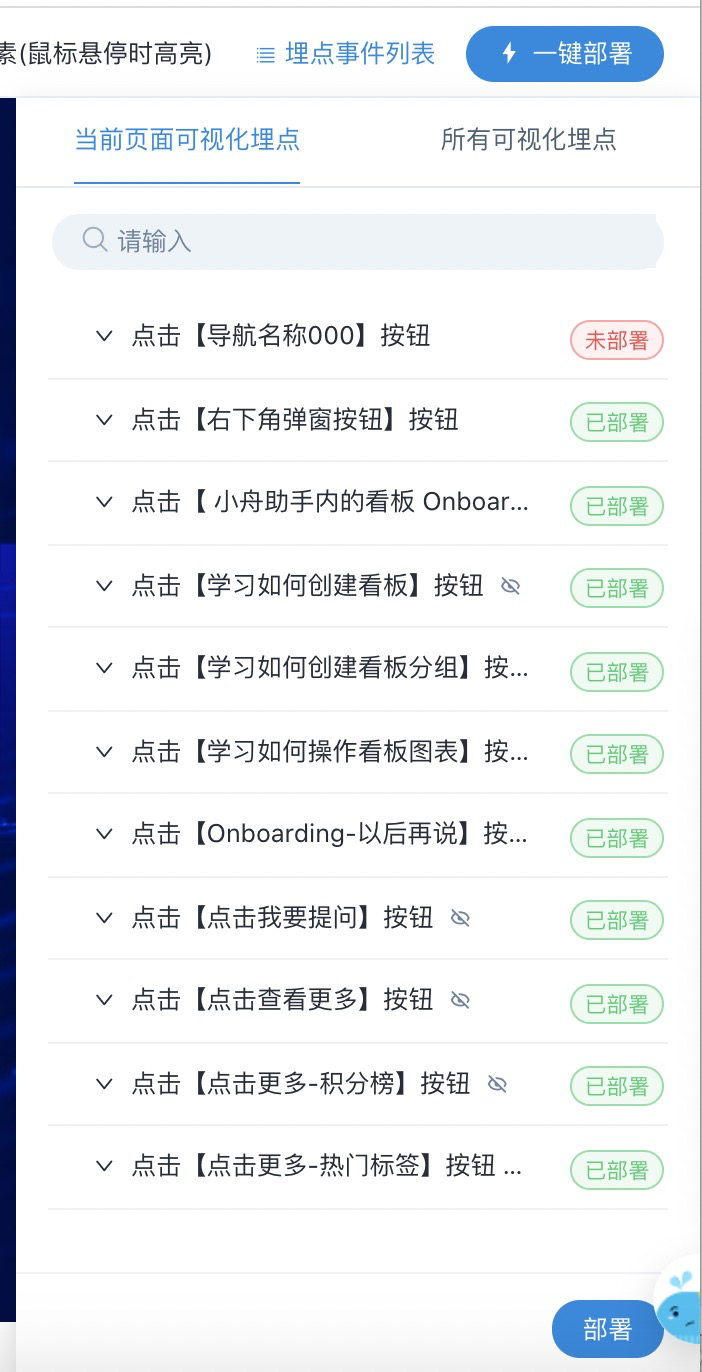 素(鼠标悬停时高亮) 埋点事件列表 一键部署
当前页面可视化埋点 所有可视化埋点
请输入
点击【导航名称000】按钮 未部署
点击【右下角弹窗按钮】按钮 已部署
点击【 小舟助手内的看板 Onboar... 已部署
点击【学习如何创建看板】按钮 已部署
点击【学习如何创建看板分组】按... 已部署
点击【学习如何操作看板图表】按... 已部署
点击【Onboarding-以后再说】按... 已部署
点击【点击我要提问】按钮 已部署
点击【点击查看更多】按钮 已部署
点击【点击更多-积分榜】按钮 已部署
点击【点击更多-热门标签】按钮 ... 已部署
部署